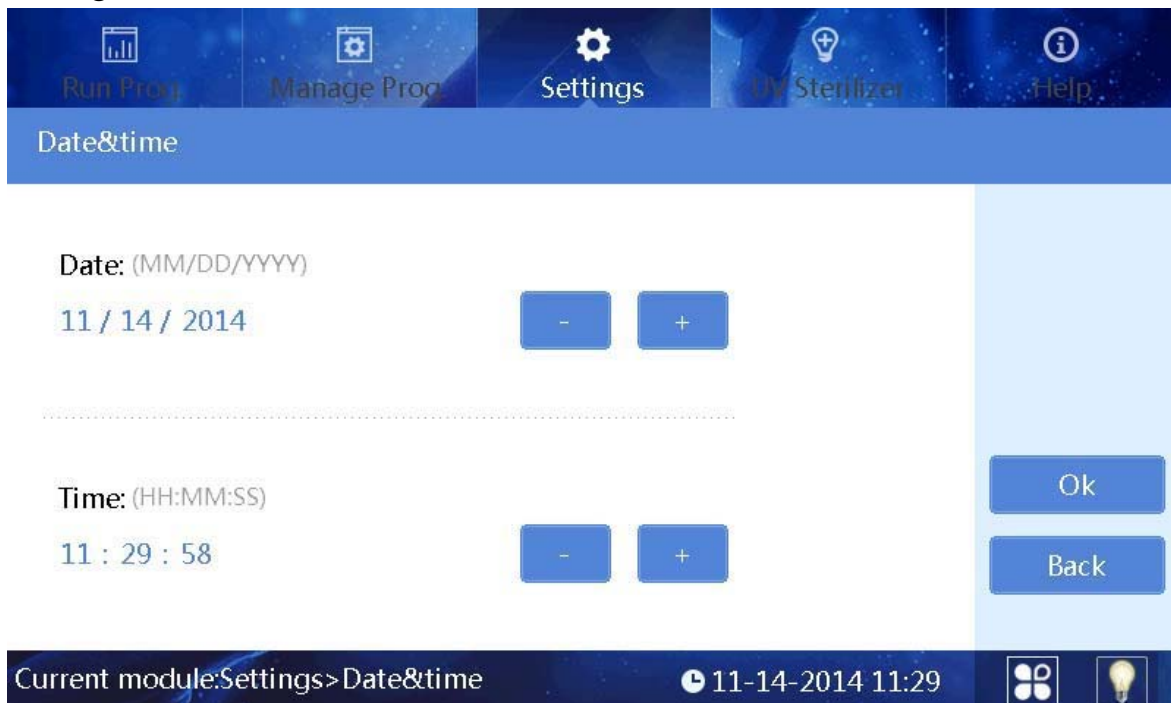 Run Prog.
Manage Prog.
Settings
UV Sterilizer
Help
Date&time
Date: (MM/DD/YYYY)
11 / 14 / 2014
- +
Time: (HH:MM:SS)
Ok
11 : 29 : 58
- +
Back
Current module:Settings>Date&time
11-14-2014 11:29